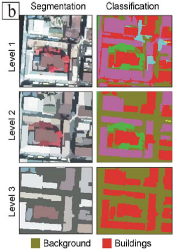 b
Segmentation Classification
Level 1
Level 2
Level 3
Background Buildings